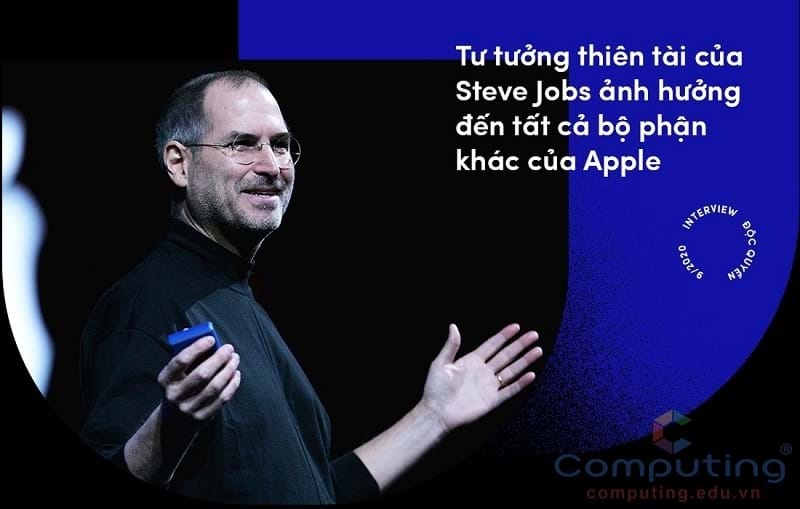 Tư tưởng thiên tài của
Steve Jobs ảnh hưởng
đến tất cả bộ phận
khác của Apple
9/2020 INTERVIEW ĐỘC QUYỀN
Computing®
computing.edu.vn